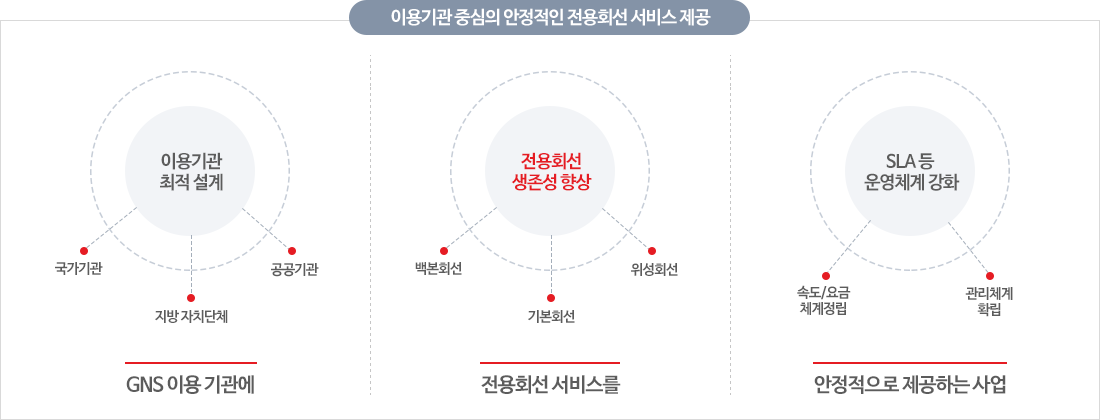 이용기관 중심의 안정적인 전용회선 서비스 제공
이용기관
최적 설계
국가기관
지방 자치단체
공공기관
GNS 이용 기관에
전용회선
생존성 향상
백본회선
기본회선
위성회선
전용회선 서비스를
SLA 등
운영체계 강화
속도/요금
체계정립
관리체계
확립
안정적으로 제공하는 사업